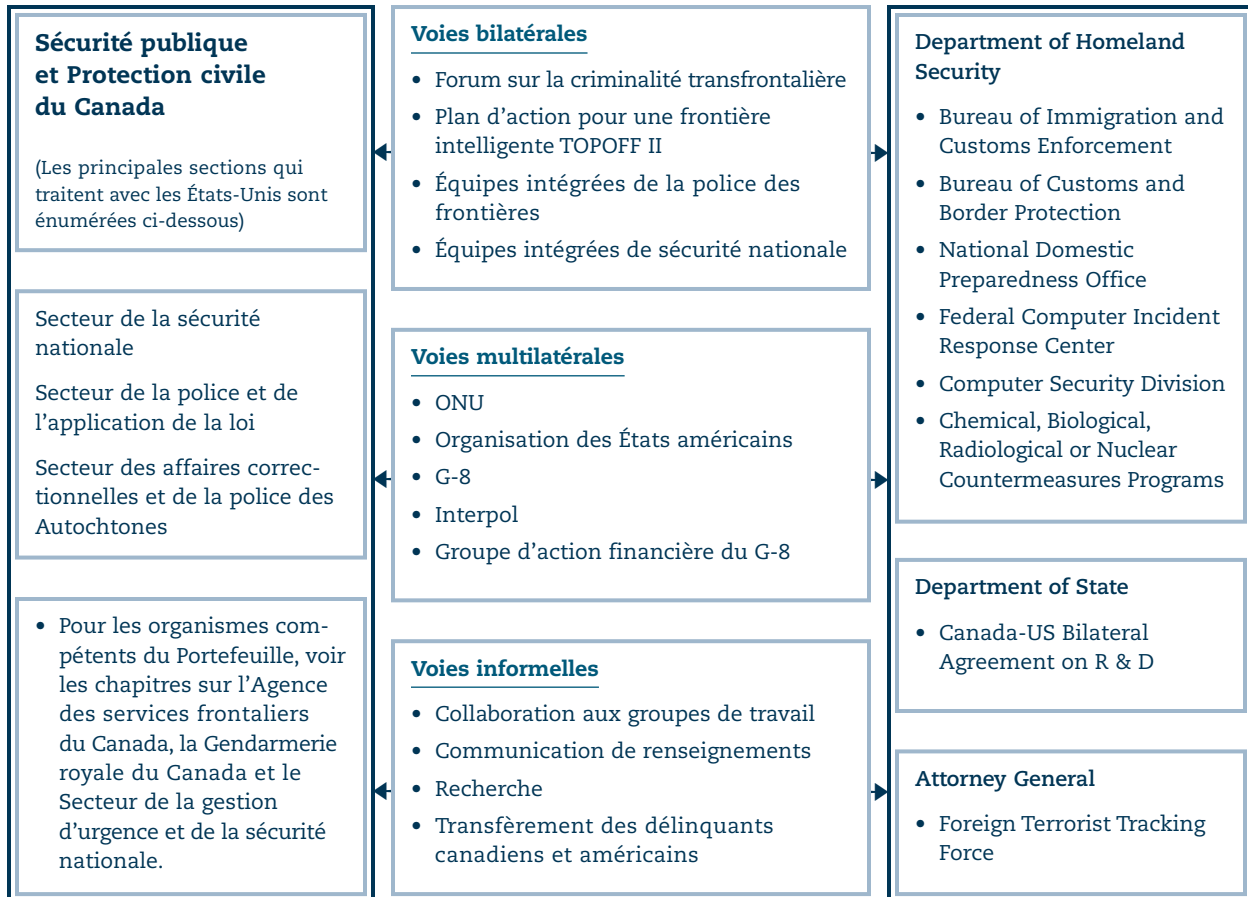 Sécurité publique
et Protection civile
du Canada
(Les principales sections qui
traitent avec les États-Unis sont
énumérées ci-dessous)
Secteur de la sécurité
nationale
Secteur de la police et de
l'application de la loi
Secteur des affaires correc-
tionnelles et de la police des
Autochtones
• Pour les organismes com-
pétents du Portefeuille, voir
les chapitres sur l'Agence
des services frontaliers
du Canada, la Gendarmerie
royale du Canada et le
Secteur de la gestion
d'urgence et de la sécurité
nationale.
Voies bilatérales
• Forum sur la criminalité transfrontalière
• Plan d'action pour une frontière
intelligente TOPOFF II
• Équipes intégrées de la police des
frontières
• Équipes intégrées de sécurité nationale
Voies multilatérales
• ONU
• Organisation des États américains
• G-8
• Interpol
• Groupe d'action financière du G-8
Voies informelles
• Collaboration aux groupes de travail
• Communication de renseignements
• Recherche
• Transfèrement des délinquants
canadiens et américains
Department of Homeland
Security
• Bureau of Immigration and
Customs Enforcement
• Bureau of Customs and
Border Protection
• National Domestic
Preparedness Office
• Federal Computer Incident
Response Center
• Computer Security Division
• Chemical, Biological,
Radiological or Nuclear
Countermeasures Programs
Department of State
• Canada-US Bilateral
Agreement on R & D
Attorney General
• Foreign Terrorist Tracking
Force